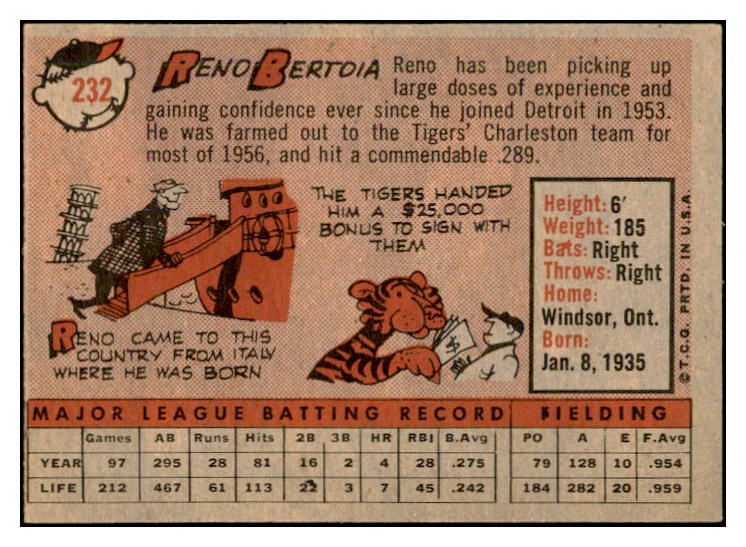 232
RENO BERTOIA Reno has been picking up
large doses of experience and
gaining confidence ever since he joined Detroit in 1953.
He was farmed out to the Tigers' Charleston team for
most of 1956, and hit a commendable .289.
RENO CAME TO THIS
COUNTRY FROM ITALY
WHERE HE WAS BORN
THE TIGERS HANDED
HIM A $25,000
BONUS TO SIGN WITH
THEM
$
Height: 6'
Weight: 185
Bats: Right
Throws: Right
Home:
Windsor, Ont.
Born:
Jan. 8, 1935
©T.C.G. PRTD. IN U.S.A.
MAJOR LEAGUE BATTING RECORD FIELDING
Games AB Runs Hits 2B 3B HR RBI B.Avg PO A E F.Avg
YEAR 97 295 28 81 16 2 4 28 .275 79 128 10 .954
LIFE 212 467 61 113 22 3 7 45 .242 184 282 20 .959